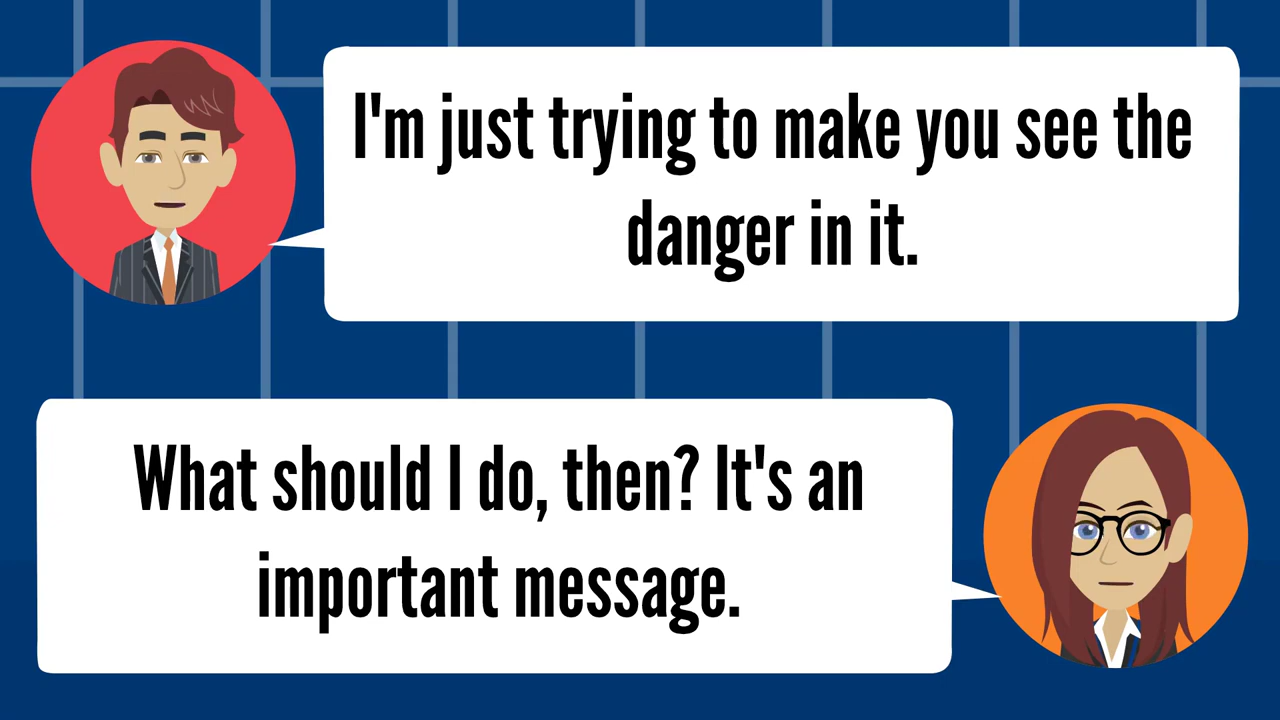 I'm just trying to make you see the
danger in it.
What should I do, then? It's an
important message.